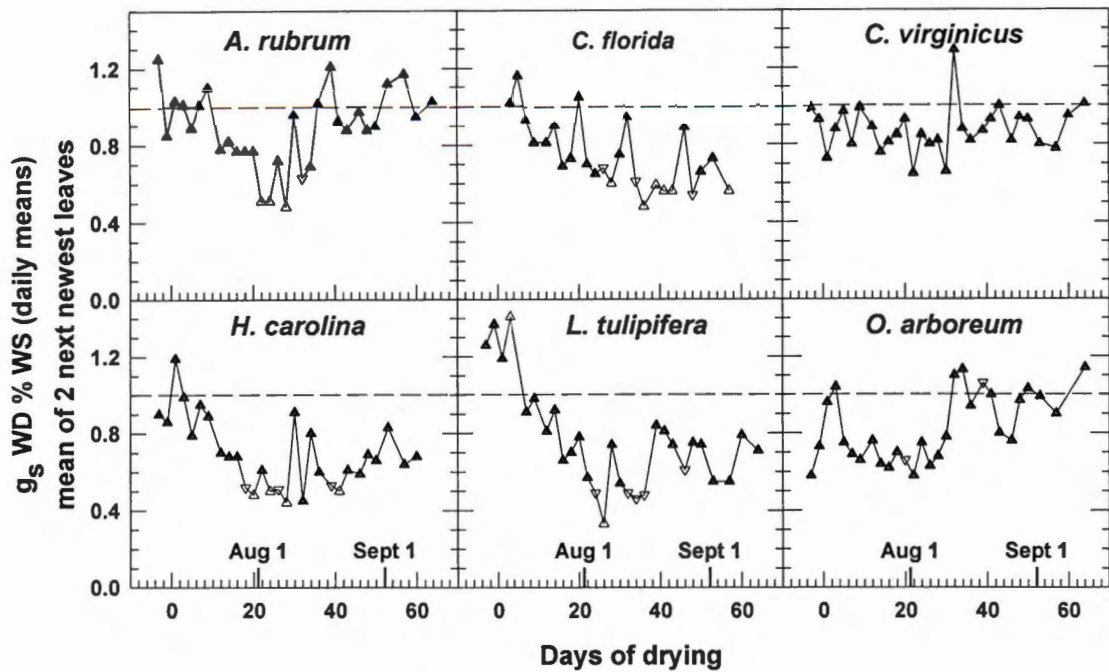 A. rubrum C. florida C. virginicus
1.2
0.8
0.4
0.0
H. carolina L. tulipifera O. arboreum
1.2
0.8
0.4
0.0
Aug 1 Sept 1 Aug 1 Sept 1 Aug 1 Sept 1
0 20 40 60 0 20 40 60 0 20 40 60
Days of drying
gs WD % WS (daily means)
mean of 2 next newest leaves